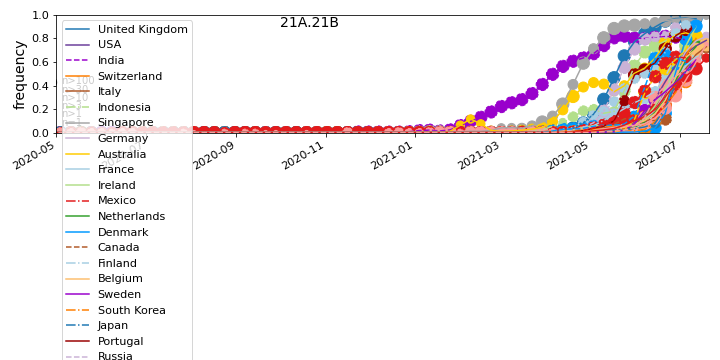 21A.21B
frequency
1.0
0.8
0.6
0.4
0.2
0.0
2020-05
2020-09
2020-11
2021-01
2021-03
2021-05
2021-07
United Kingdom
USA
India
Switzerland
Italy
Indonesia
Singapore
Germany
Australia
France
Ireland
Mexico
Netherlands
Denmark
Canada
Finland
Belgium
Sweden
South Korea
Japan
Portugal
Russia